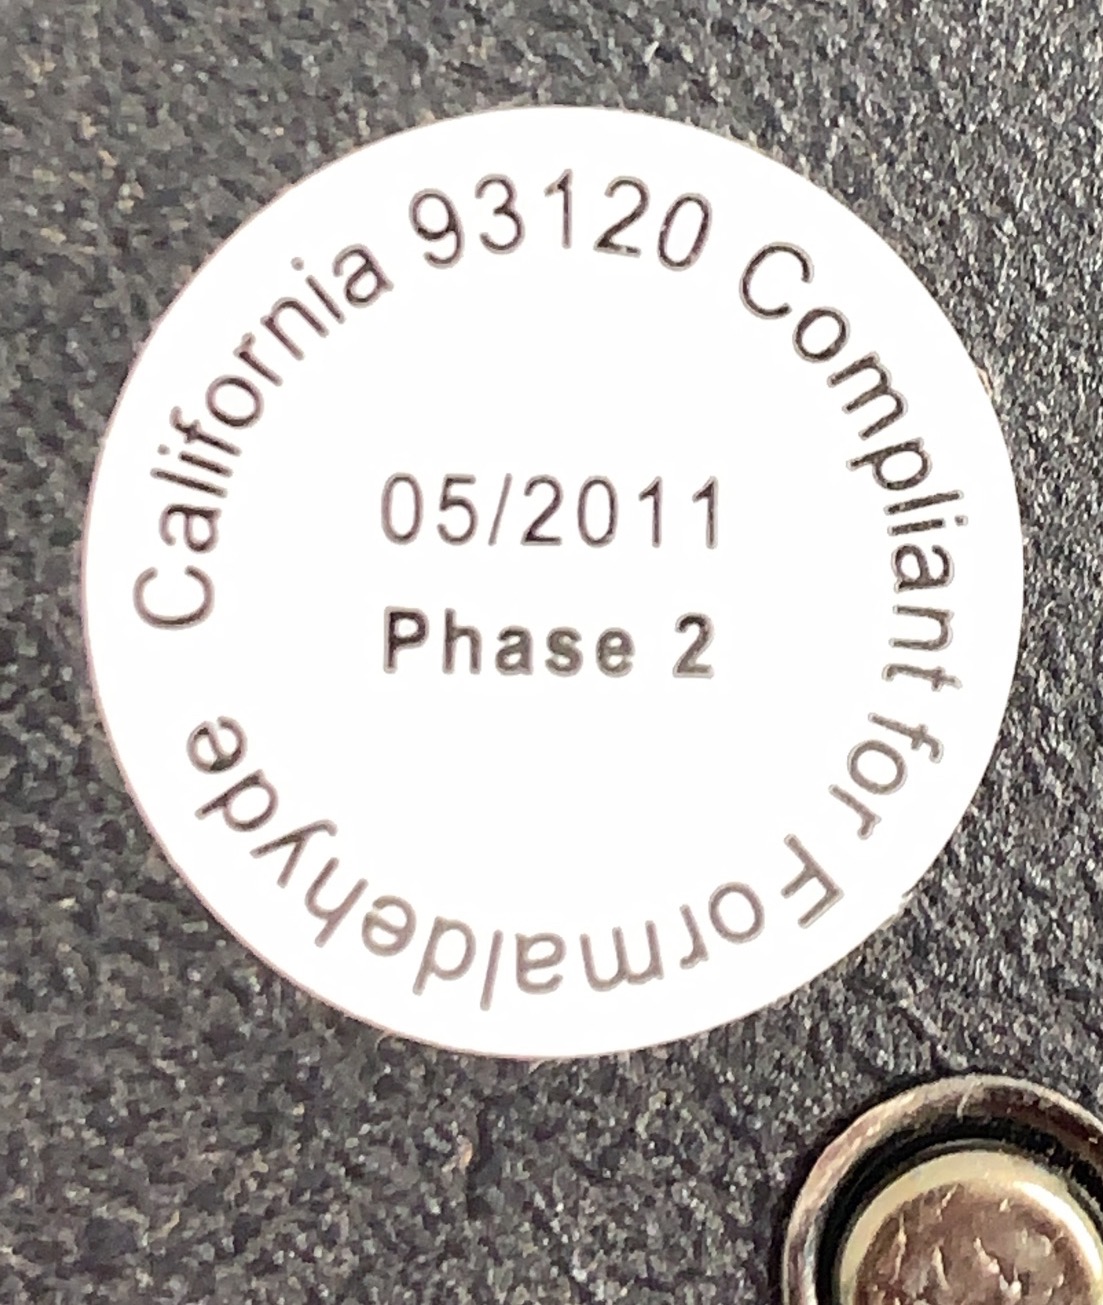 California 93120 Compliant for Formaldehyde
05/2011
Phase 2